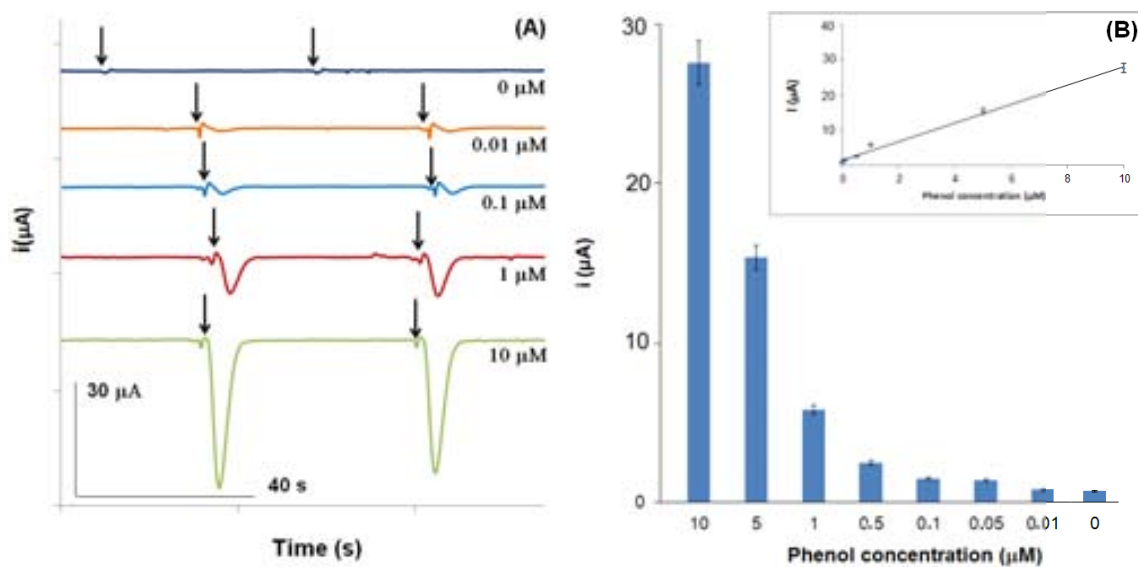 (A)
0 µM
0.01 µM
0.1 µM
1 µM
10 µM
30 µA
40 s
i(µA)
Time (s)
(B)
30
20
10
0
i (µA)
10 5 1 0.5 0.1 0.05 0.01 0
Phenol concentration (µM)
40
30
20
10
I (µA)
0 2 4 6 8 10
Phenol concentration (µM)